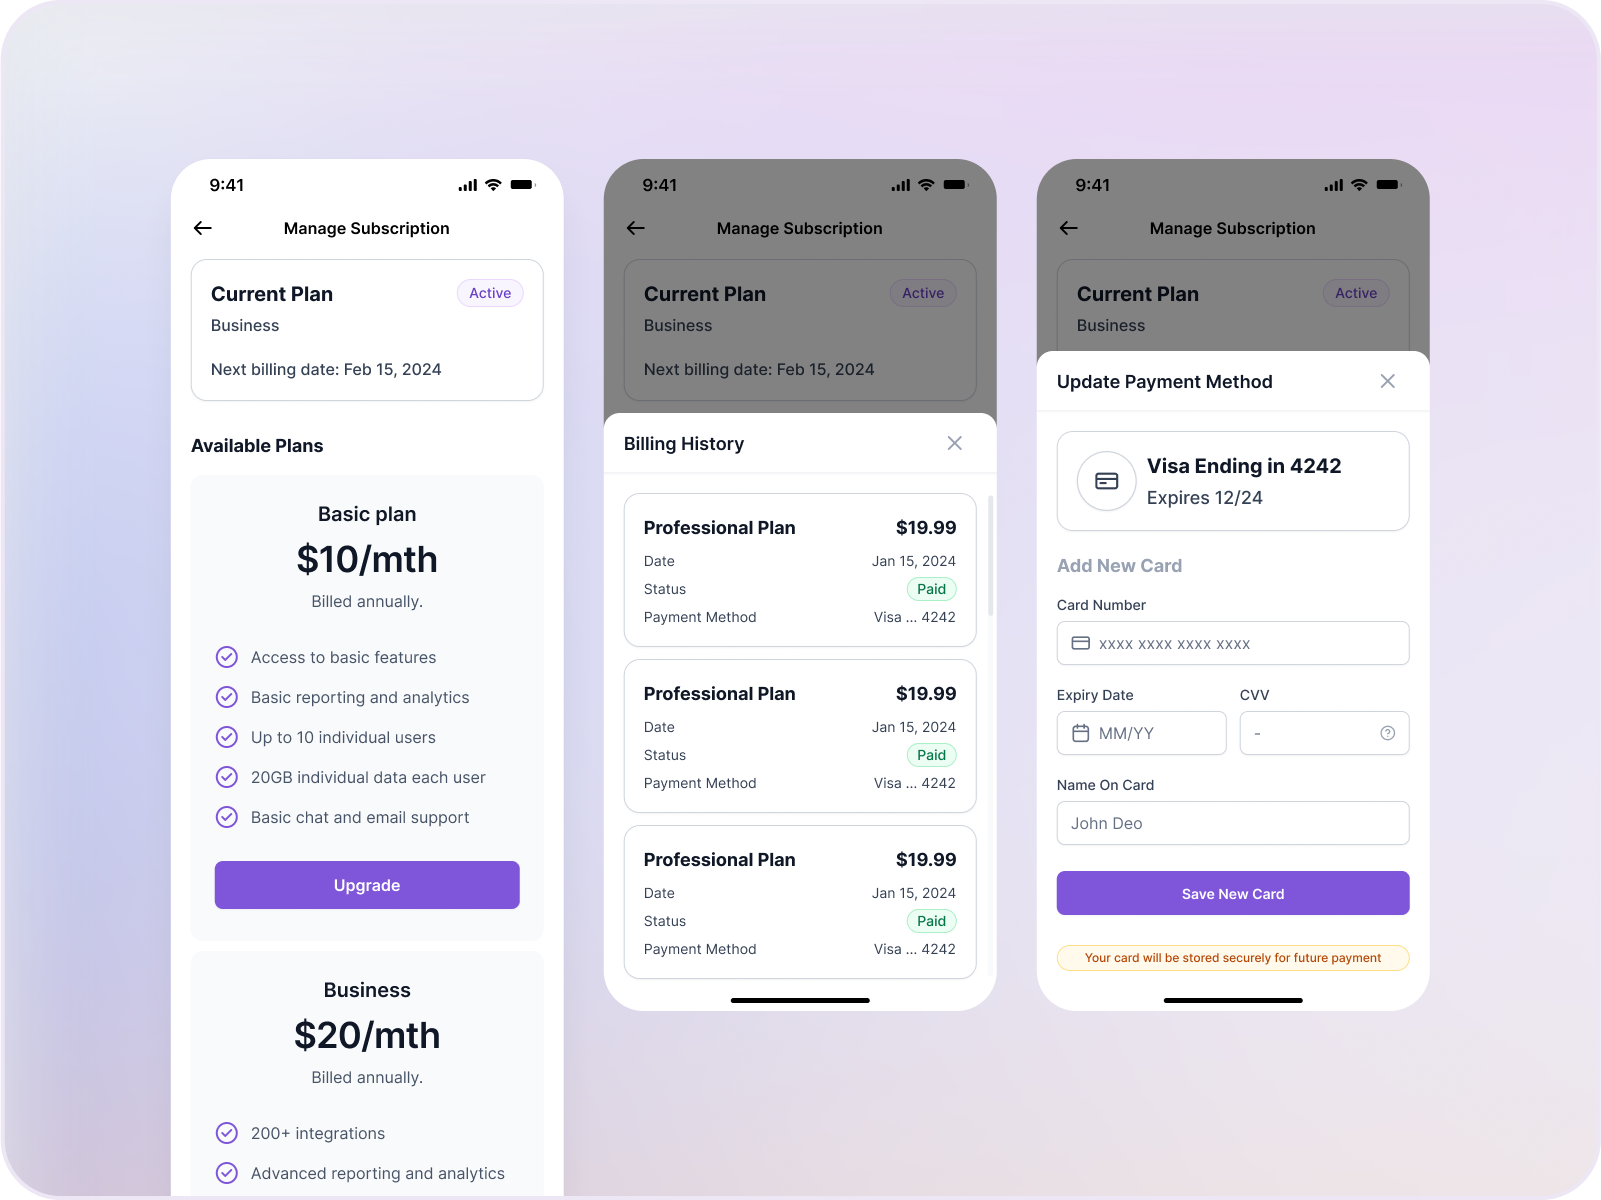 9:41
Manage Subscription
Current Plan
Active
Business
Next billing date: Feb 15, 2024
Available Plans
Basic plan
$10/mth
Billed annually.
Access to basic features
Basic reporting and analytics
Up to 10 individual users
20GB individual data each user
Basic chat and email support
Upgrade
Business
$20/mth
Billed annually.
200+ integrations
Advanced reporting and analytics
9:41
Manage Subscription
Current Plan
Active
Business
Next billing date: Feb 15, 2024
Billing History
Professional Plan $19.99
Date Jan 15, 2024
Status Paid
Payment Method Visa ... 4242
Professional Plan $19.99
Date Jan 15, 2024
Status Paid
Payment Method Visa ... 4242
Professional Plan $19.99
Date Jan 15, 2024
Status Paid
Payment Method Visa ... 4242
9:41
Manage Subscription
Current Plan
Active
Business
Update Payment Method
Visa Ending in 4242
Expires 12/24
Add New Card
Card Number
xxxx xxxx xxxx xxxx
Expiry Date CVV
MM/YY -
Name On Card
John Deo
Save New Card
Your card will be stored securely for future payment